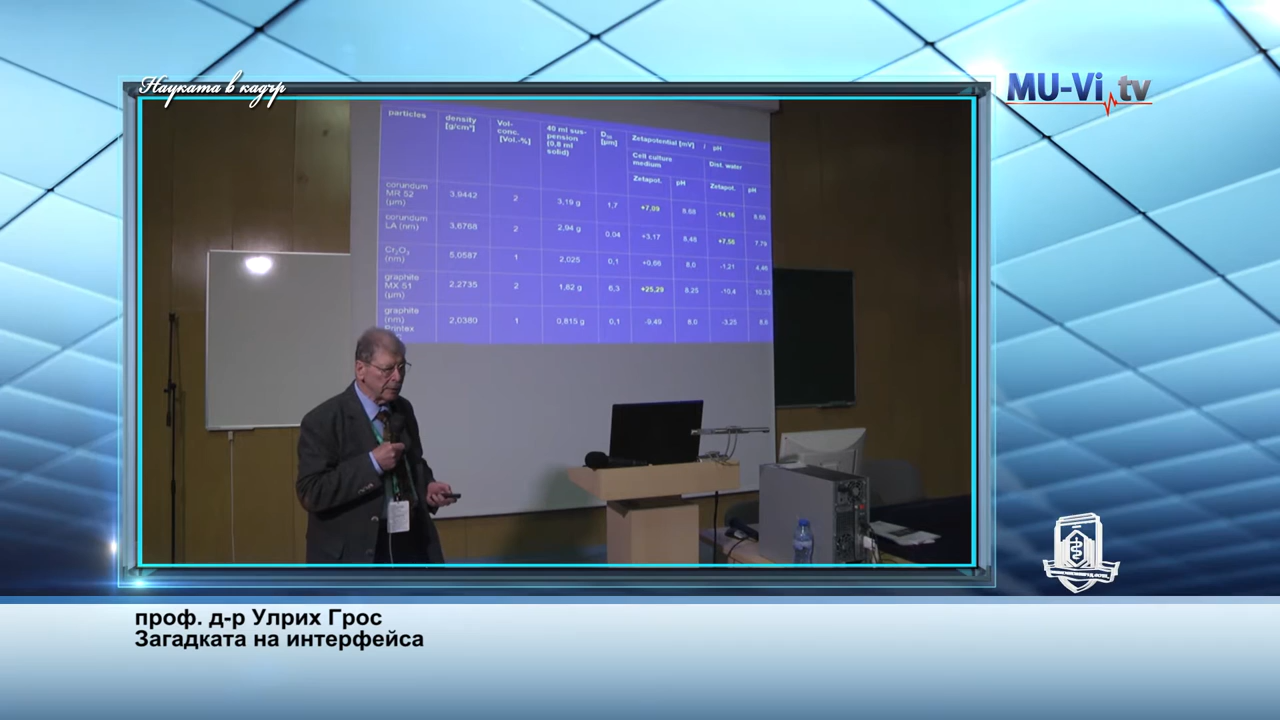 Науката в кадър
MU-Vi.tv
particles density [g/cm³] Vol-conc. [Vol.-%] 40 ml suspension (0,8 ml solid) D [µm] Zetapotential [mV] / pH
Cell culture medium Dist. water
Zetapot. pH Zetapot. pH
corundum MR 52 (µm) 3,9442 2 3,19 g 1,7 +7,09 8,68 -14,16 8,68
corundum LA (nm) 3,6768 2 2,94 g 0,04 +3,17 8,48 +7,56 7,79
Cr₂O₃ (nm) 5,0587 1 2,025 0,1 +0,66 8,0 -1,21 4,46
graphite MX 51 (µm) 2,2735 2 1,82 g 6,3 +25,29 8,25 -10,4 10,33
graphite (nm) Printex 2,0380 1 0,815 g 0,1 -9,49 8,0 -3,25 8,8
проф. д-р Улрих Грос
Загадката на интерфейса